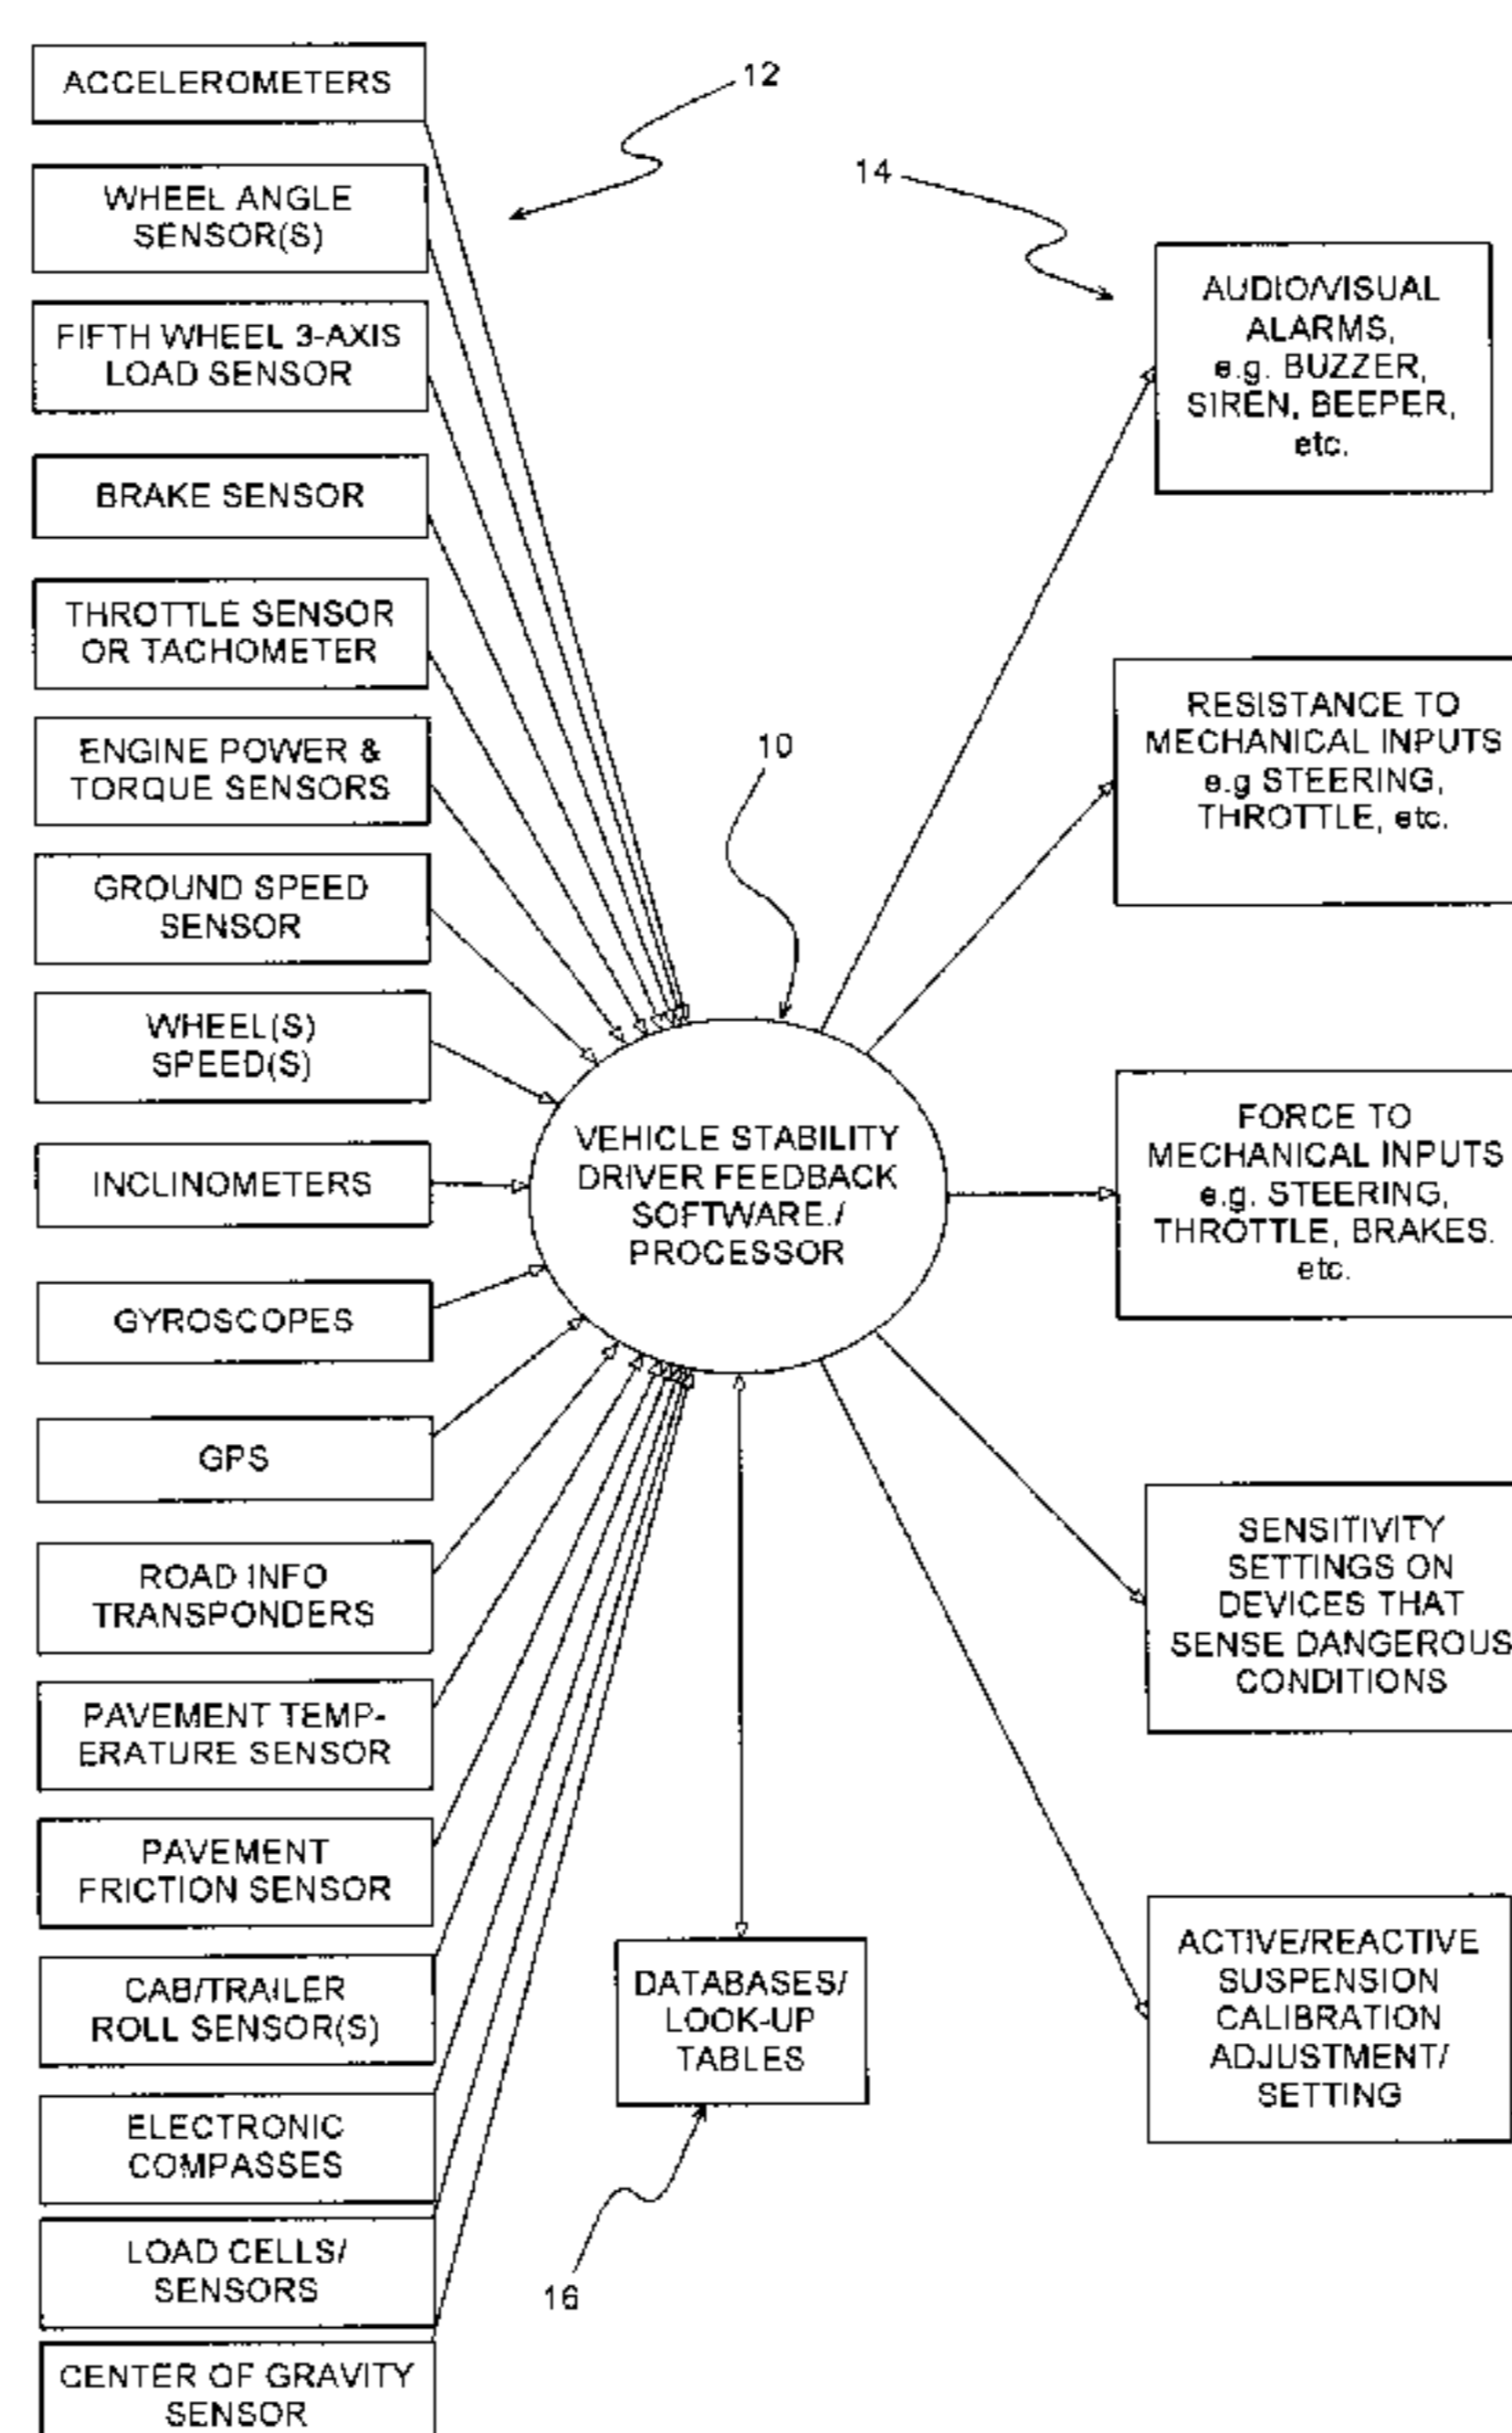 ACCELEROMETERS
WHEEL ANGLE
SENSOR(S)
FIFTH WHEEL 3-AXIS
LOAD SENSOR
BRAKE SENSOR
THROTTLE SENSOR
OR TACHOMETER
ENGINE POWER &
TORQUE SENSORS
GROUND SPEED
SENSOR
WHEEL(S)
SPEED(S)
INCLINOMETERS
GYROSCOPES
GPS
ROAD INFO
TRANSPONDERS
PAVEMENT TEMP-
ERATURE SENSOR
PAVEMENT
FRICTION SENSOR
CAB/TRAILER
ROLL SENSOR(S)
ELECTRONIC
COMPASSES
LOAD CELLS/
SENSORS
CENTER OF GRAVITY
SENSOR
12
14
10
VEHICLE STABILITY
DRIVER FEEDBACK
SOFTWARE./
PROCESSOR
DATABASES/
LOOK-UP
TABLES
16
AUDIO/VISUAL
ALARMS,
e.g. BUZZER,
SIREN, BEEPER,
etc.
RESISTANCE TO
MECHANICAL INPUTS
e.g STEERING,
THROTTLE, etc.
FORCE TO
MECHANICAL INPUTS
e.g. STEERING,
THROTTLE, BRAKES.
etc.
SENSITIVITY
SETTINGS ON
DEVICES THAT
SENSE DANGEROUS
CONDITIONS
ACTIVE/REACTIVE
SUSPENSION
CALIBRATION
ADJUSTMENT/
SETTING